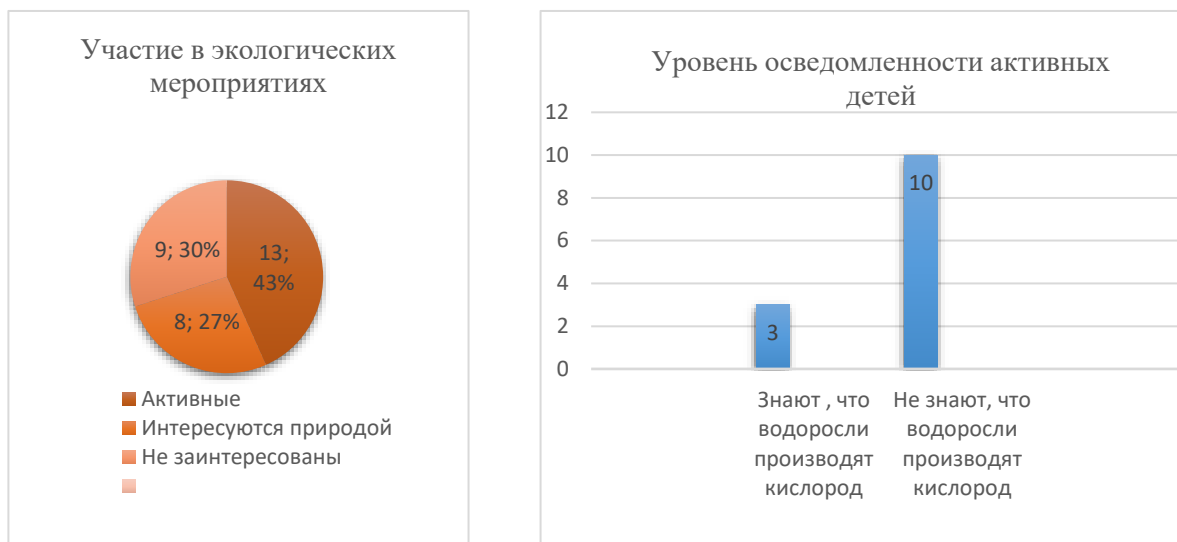 Участие в экологических
мероприятиях
9; 30%
13;
43%
8; 27%
Активные
Интересуются природой
Не заинтересованы
Уровень осведомленности активных
детей
12
10
8
6
4
2
0
3
10
Знают , что
водоросли
производят
кислород
Не знают, что
водоросли
производят
кислород